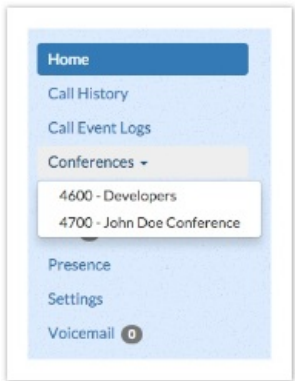 Home
Call History
Call Event Logs
Conferences
4600 - Developers
4700 - John Doe Conference
Presence
Settings
Voicemail 0